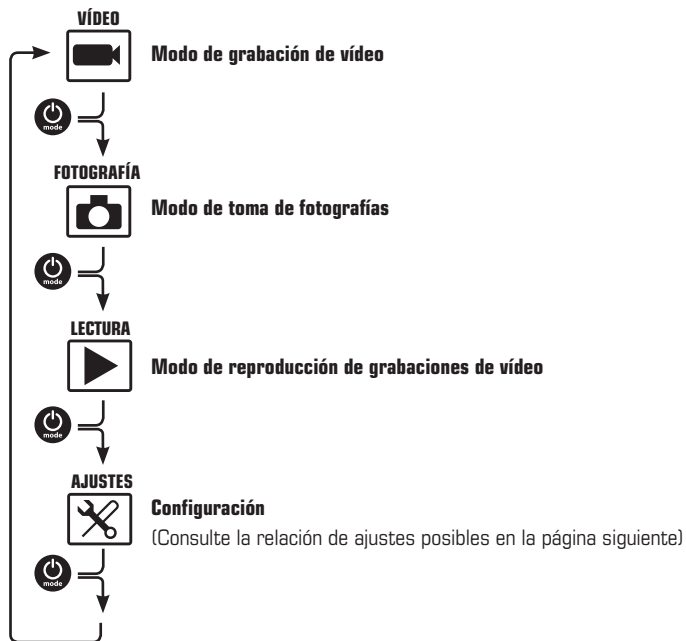 VÍDEO
Modo de grabación de vídeo
mode
FOTOGRAFÍA
Modo de toma de fotografías
mode
LECTURA
Modo de reproducción de grabaciones de vídeo
mode
AJUSTES
Configuración
(Consulte la relación de ajustes posibles en la página siguiente)
mode